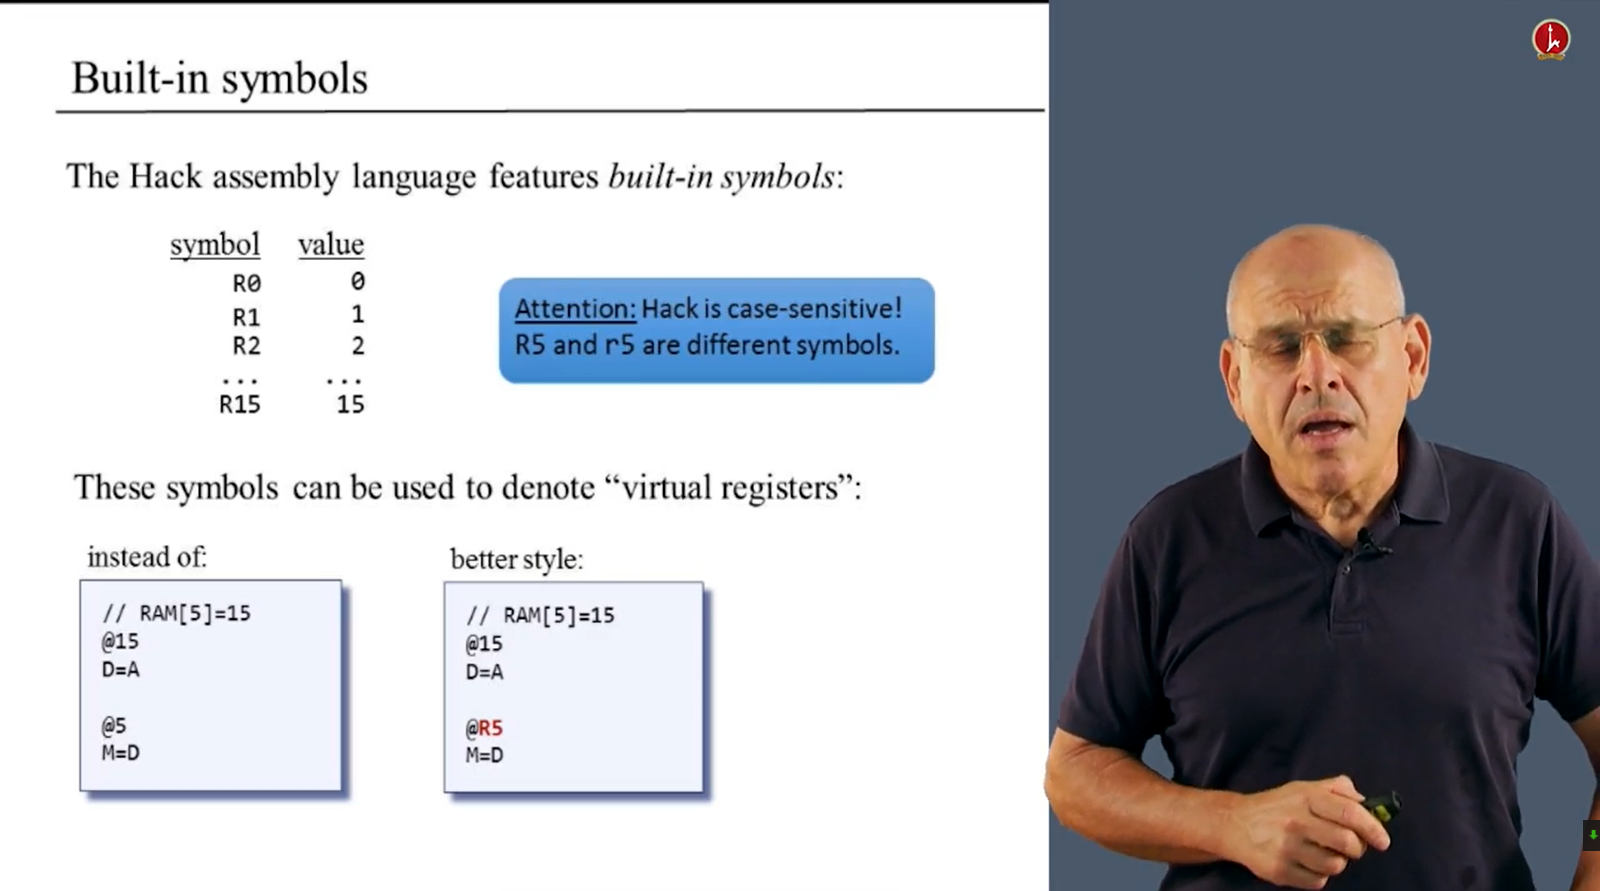 Built-in symbols
The Hack assembly language features built-in symbols:
symbol value
R0 0
R1 1
R2 2
... ...
R15 15
Attention: Hack is case-sensitive!
R5 and r5 are different symbols.
These symbols can be used to denote “virtual registers”:
instead of:
// RAM[5]=15
@15
D=A
@5
M=D
better style:
// RAM[5]=15
@15
D=A
@R5
M=D